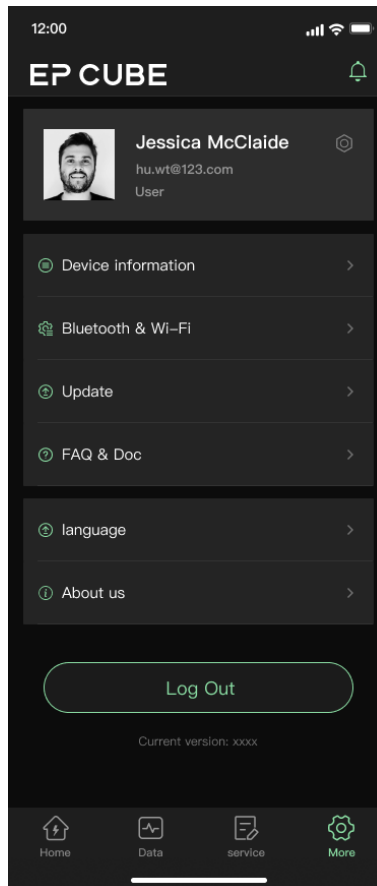 12:00
EP CUBE
Jessica McClaide
hu.wt@123.com
User
Device information
Bluetooth & Wi-Fi
Update
FAQ & Doc
language
About us
Log Out
Current version: xxxx
Home Data service More